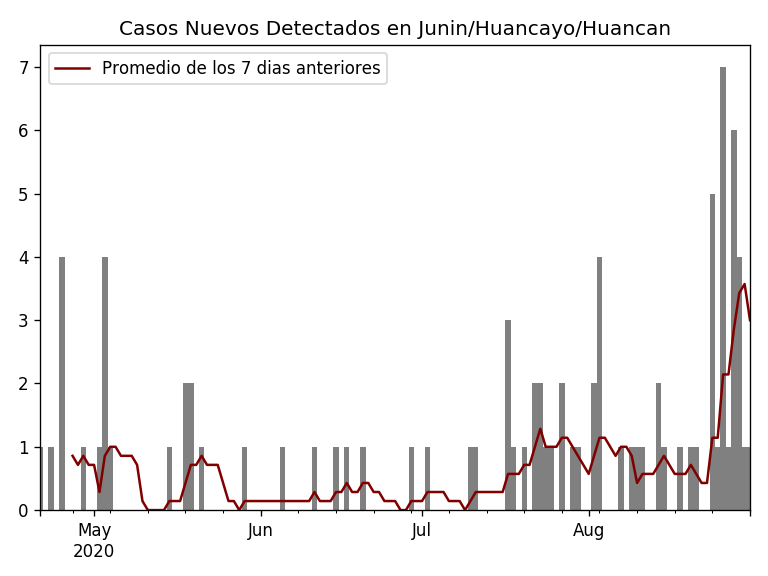 Casos Nuevos Detectados en Junin/Huancayo/Huancan
Promedio de los 7 dias anteriores
7
6
5
4
3
2
1
0
May
2020
Jun
Jul
Aug